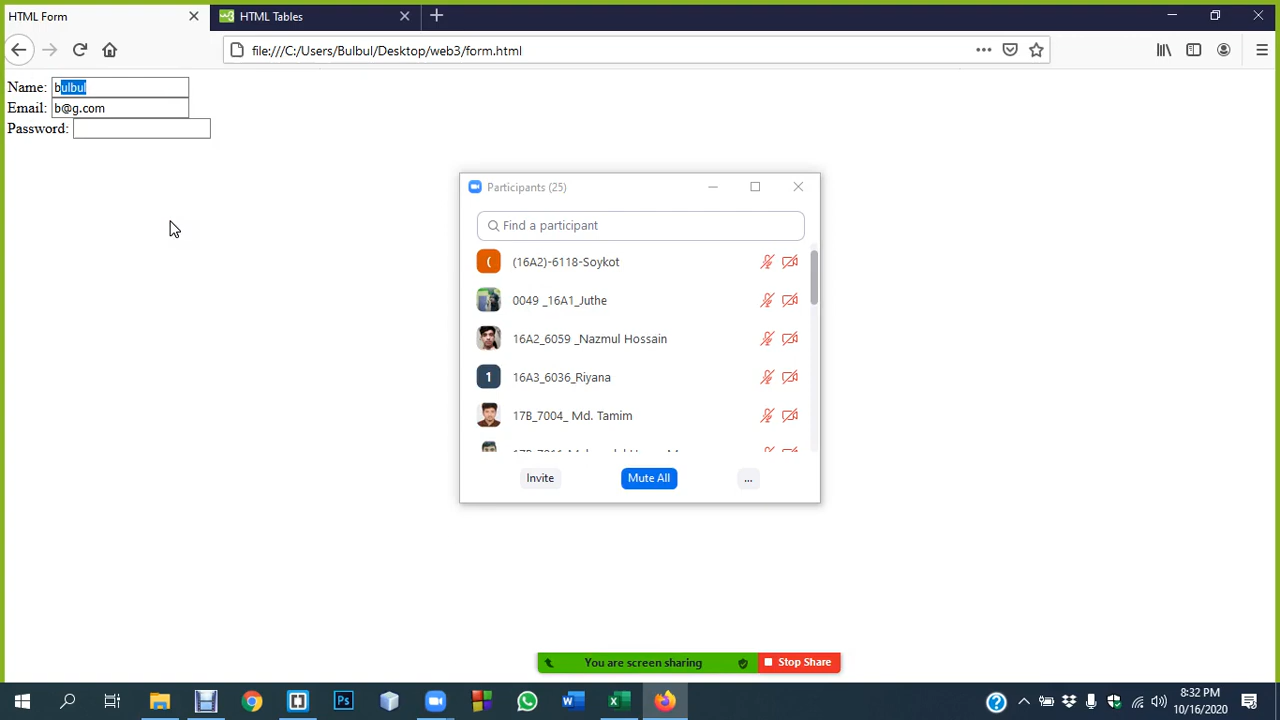 HTML Form
HTML Tables
file:///C:/Users/Bulbul/Desktop/web3/form.html
Name: bulbul
Email: b@g.com
Password:
Participants (25)
Find a participant
( (16A2)-6118-Soykot
0049 _16A1_Juthe
16A2_6059 _Nazmul Hossain
1 16A3_6036_Riyana
17B_7004_ Md. Tamim
Invite
Mute All
...
You are screen sharing
Stop Share
8:32 PM
10/16/2020